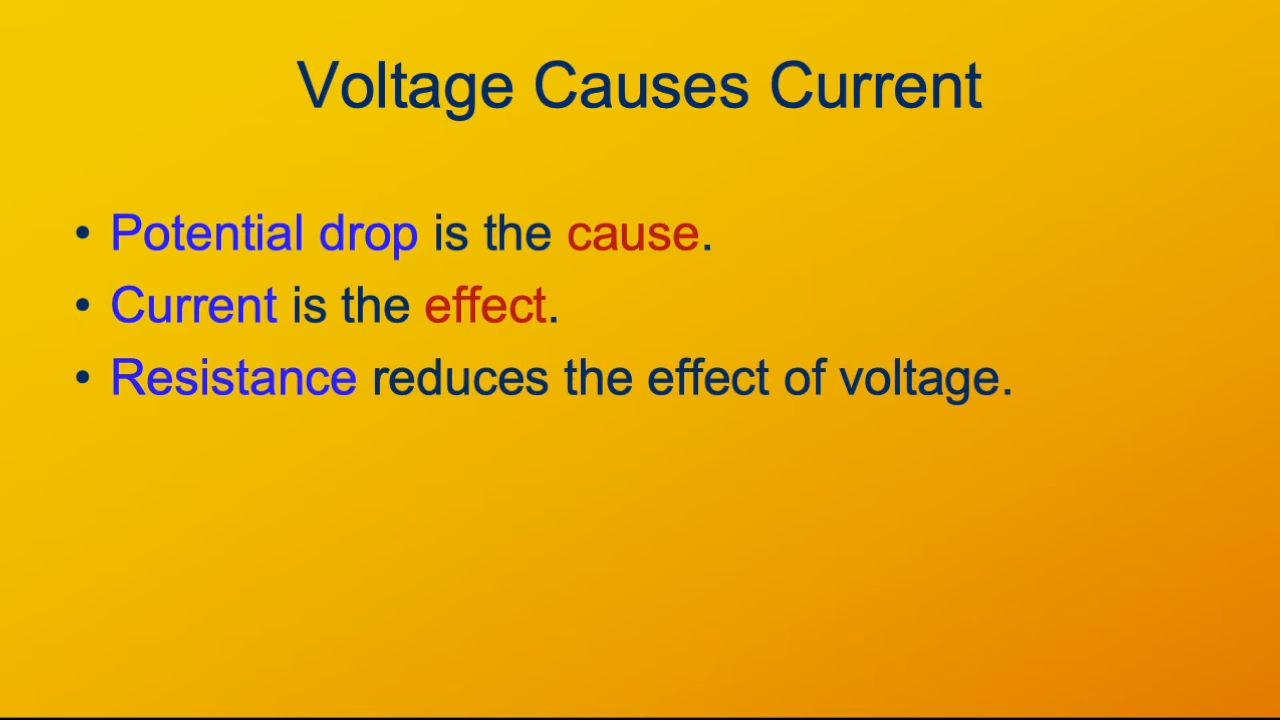 Voltage Causes Current
• Potential drop is the cause.
• Current is the effect.
• Resistance reduces the effect of voltage.